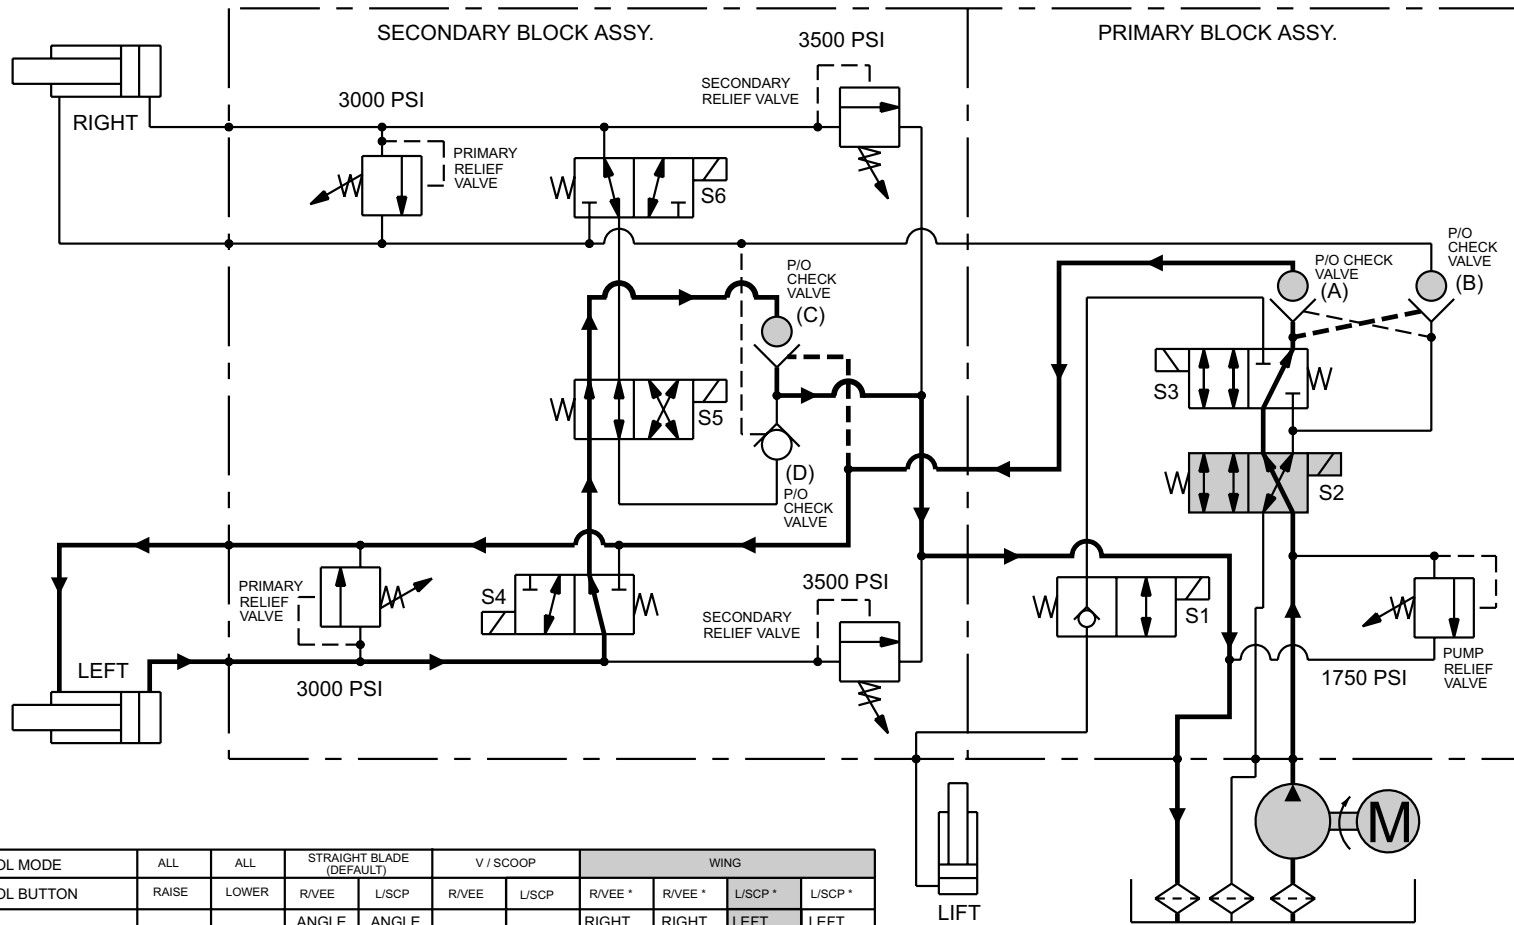 SECONDARY BLOCK ASSY.
3500 PSI
PRIMARY BLOCK ASSY.
SECONDARY
RELIEF VALVE
3000 PSI
RIGHT
PRIMARY
RELIEF
VALVE
S6
P/O
CHECK
VALVE
(C)
P/O CHECK
VALVE
(A)
P/O
CHECK
VALVE
(B)
S3
S5
(D)
P/O
CHECK
VALVE
S2
PRIMARY
RELIEF
VALVE
S4
3500 PSI
SECONDARY
RELIEF VALVE
S1
LEFT
3000 PSI
1750 PSI
PUMP
RELIEF
VALVE
M
LIFT
OL MODE
ALL
ALL
STRAIGHT BLADE
(DEFAULT)
V / SCOOP
WING
OL BUTTON
RAISE
LOWER
R/VEE
L/SCP
R/VEE
L/SCP
R/VEE *
R/VEE *
L/SCP *
L/SCP *
ANGLE
ANGLE
RIGHT
RIGHT
LEFT
LEFT